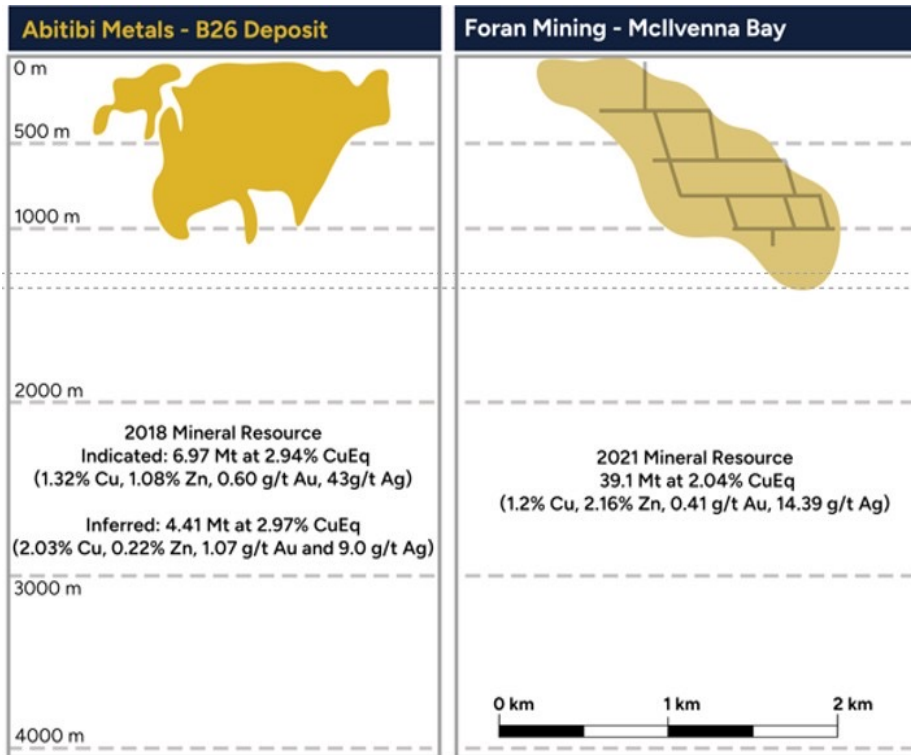 Abitibi Metals - B26 Deposit
0 m
500 m
1000 m
2000 m
2018 Mineral Resource
Indicated: 6.97 Mt at 2.94% CuEq
(1.32% Cu, 1.08% Zn, 0.60 g/t Au, 43g/t Ag)
Inferred: 4.41 Mt at 2.97% CuEq
(2.03% Cu, 0.22% Zn, 1.07 g/t Au and 9.0 g/t Ag)
3000 m
4000 m
Foran Mining - McIlvenna Bay
2021 Mineral Resource
39.1 Mt at 2.04% CuEq
(1.2% Cu, 2.16% Zn, 0.41 g/t Au, 14.39 g/t Ag)
0 km 1 km 2 km